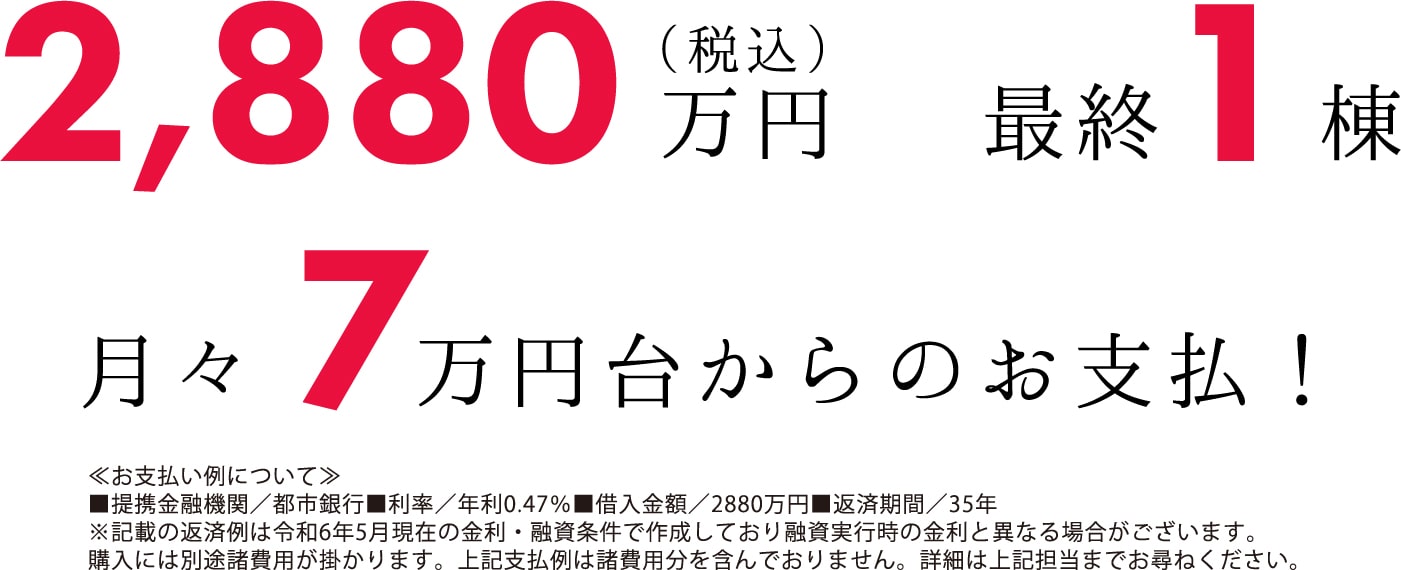 2,880万円（税込） 最終1棟
月々7万円台からのお支払！
≪お支払い例について≫
■提携金融機関／都市銀行■利率／年利0.47％■借入金額／2880万円■返済期間／35年
※記載の返済例は令和6年5月現在の金利・融資条件で作成しており融資実行時の金利と異なる場合がございます。
購入には別途諸費用が掛かります。上記支払例は諸費用分を含んでおりません。詳細は上記担当までお尋ねください。